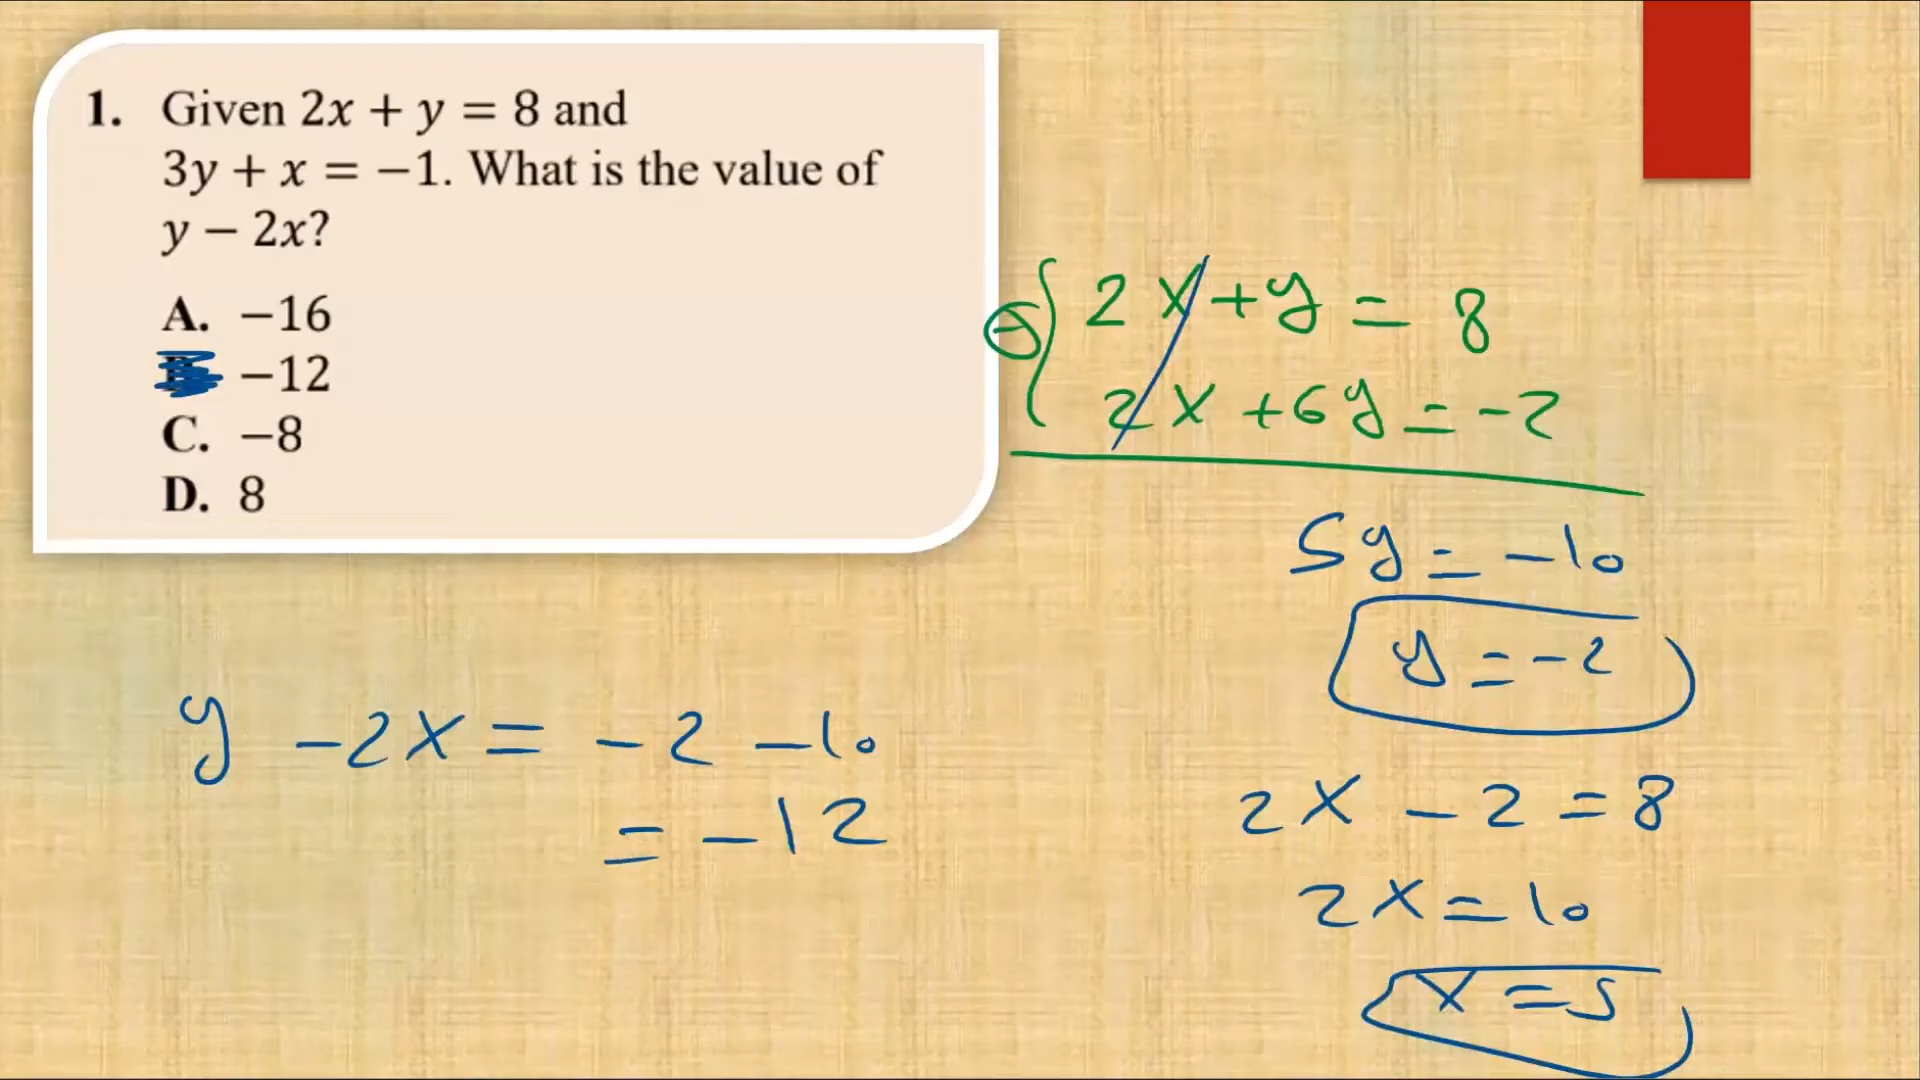 1. Given 2x + y = 8 and
3y + x = −1. What is the value of
y − 2x?
A. −16
−12
C. −8
D. 8
2x + y = 8
2x + 6y = -2
5y = -10
y = -2
2x - 2 = 8
2x = 10
x = 5
y - 2x = -2 - 10
= -12